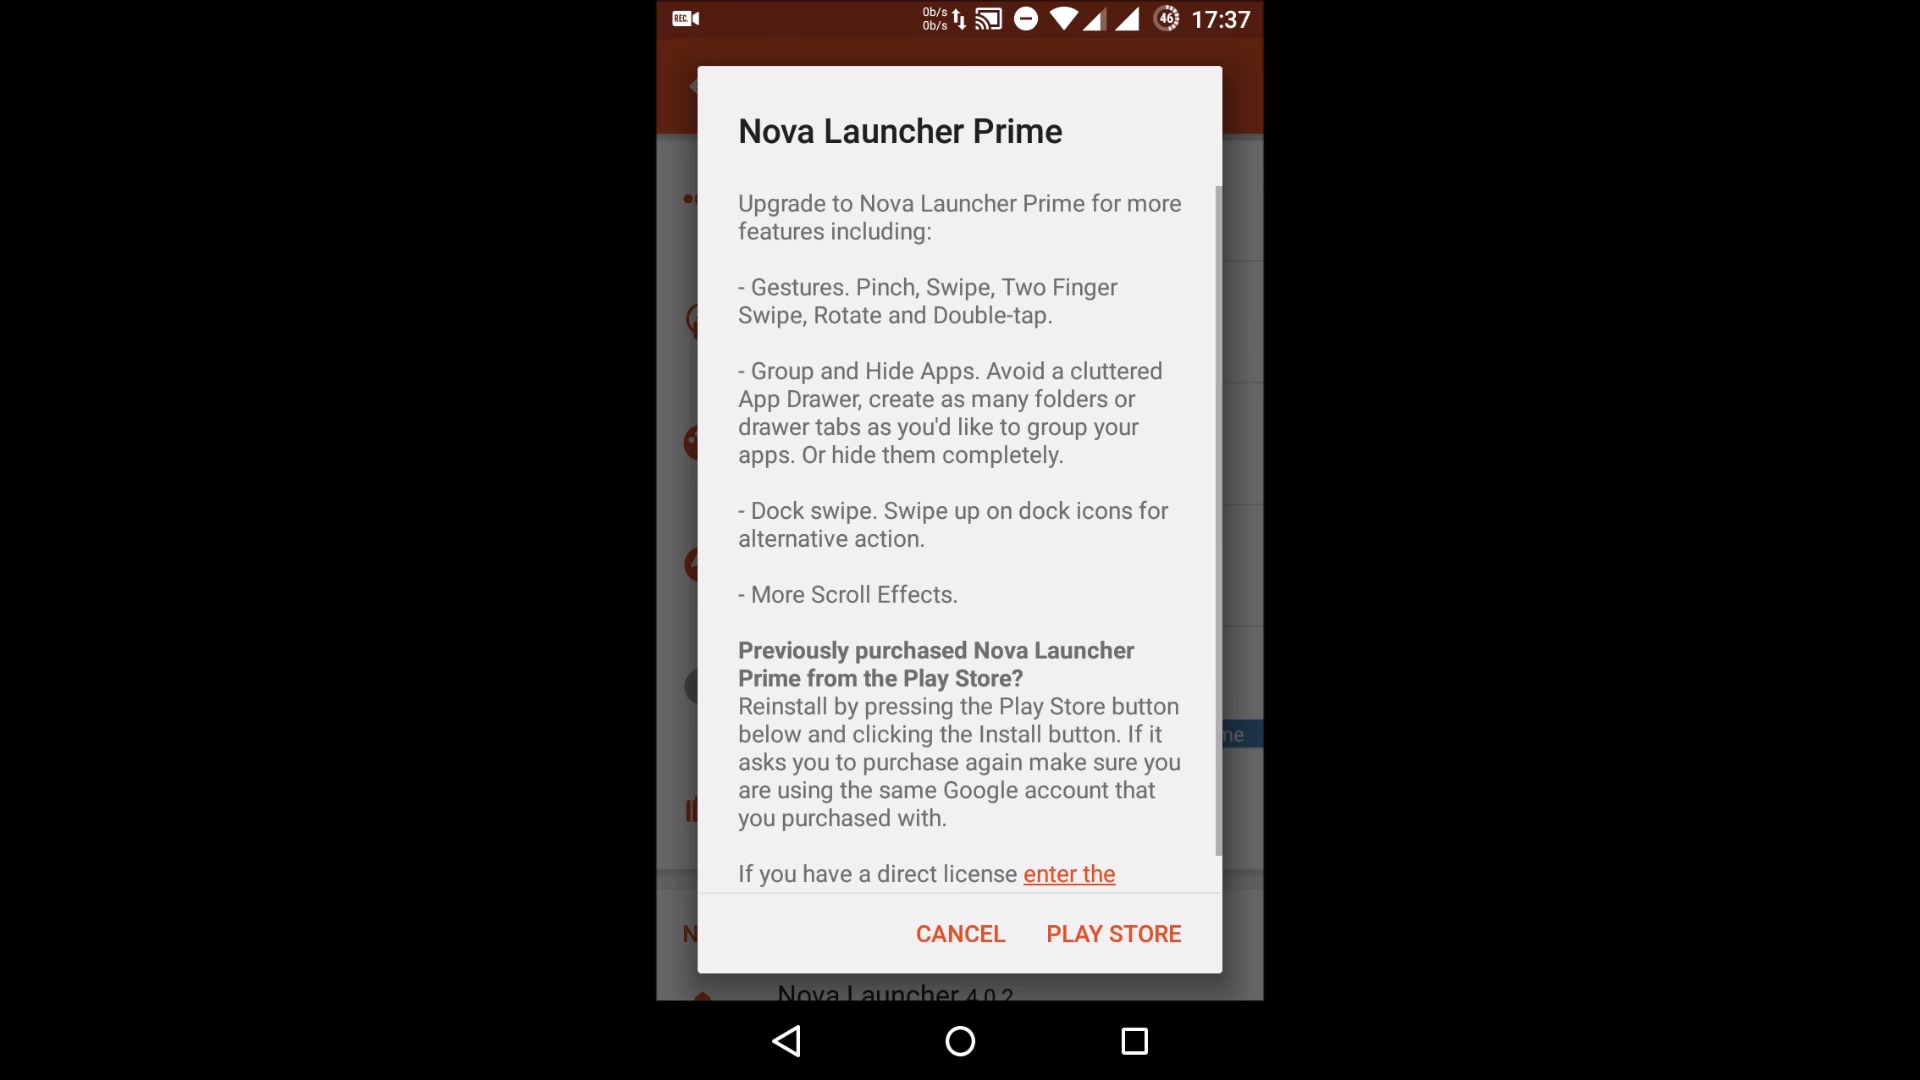 REC.
0b/s
0b/s
46
17:37
Nova Launcher Prime
Upgrade to Nova Launcher Prime for more
features including:
- Gestures. Pinch, Swipe, Two Finger
Swipe, Rotate and Double-tap.
- Group and Hide Apps. Avoid a cluttered
App Drawer, create as many folders or
drawer tabs as you'd like to group your
apps. Or hide them completely.
- Dock swipe. Swipe up on dock icons for
alternative action.
- More Scroll Effects.
Previously purchased Nova Launcher
Prime from the Play Store?
Reinstall by pressing the Play Store button
below and clicking the Install button. If it
asks you to purchase again make sure you
are using the same Google account that
you purchased with.
If you have a direct license enter the
CANCEL PLAY STORE
Nova Launcher 4.0.2